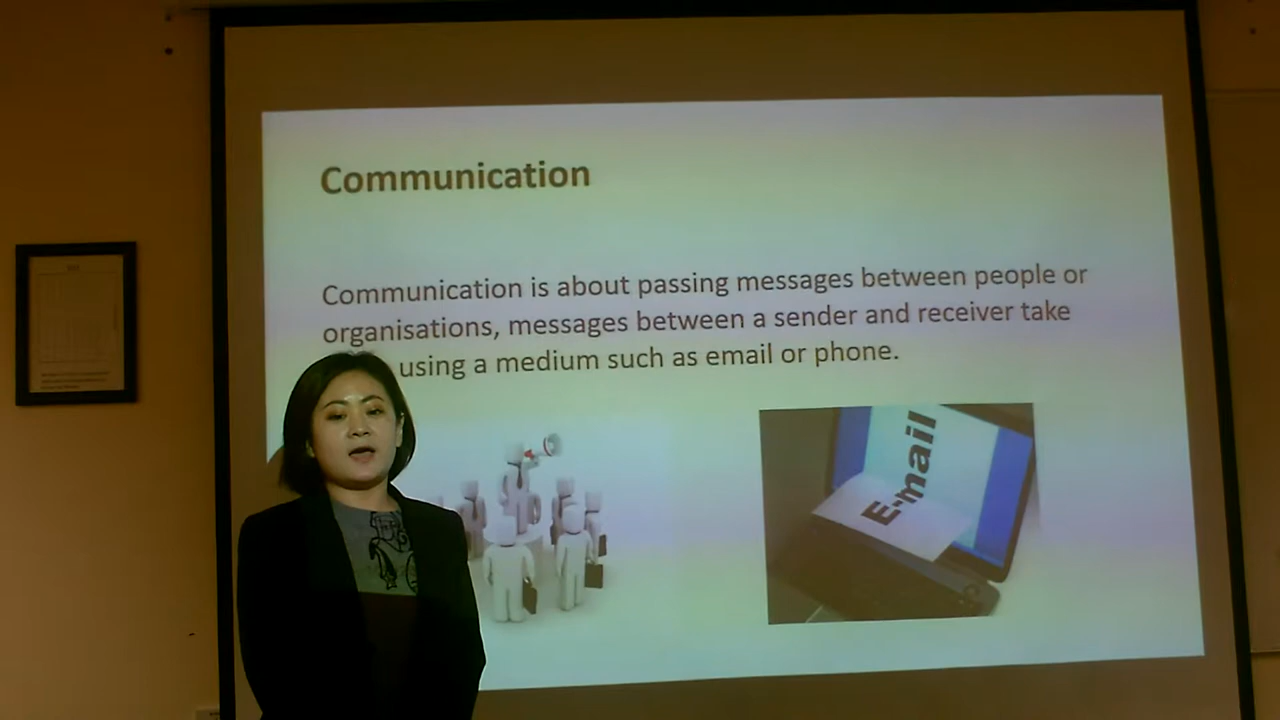 Communication
Communication is about passing messages between people or
organisations, messages between a sender and receiver take
using a medium such as email or phone.
E-mail